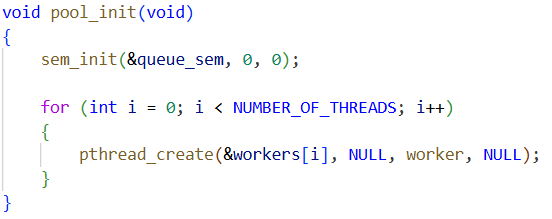 void pool_init(void)
{
    sem_init(&queue_sem, 0, 0);

    for (int i = 0; i < NUMBER_OF_THREADS; i++)
    {
        pthread_create(&workers[i], NULL, worker, NULL);
    }
}